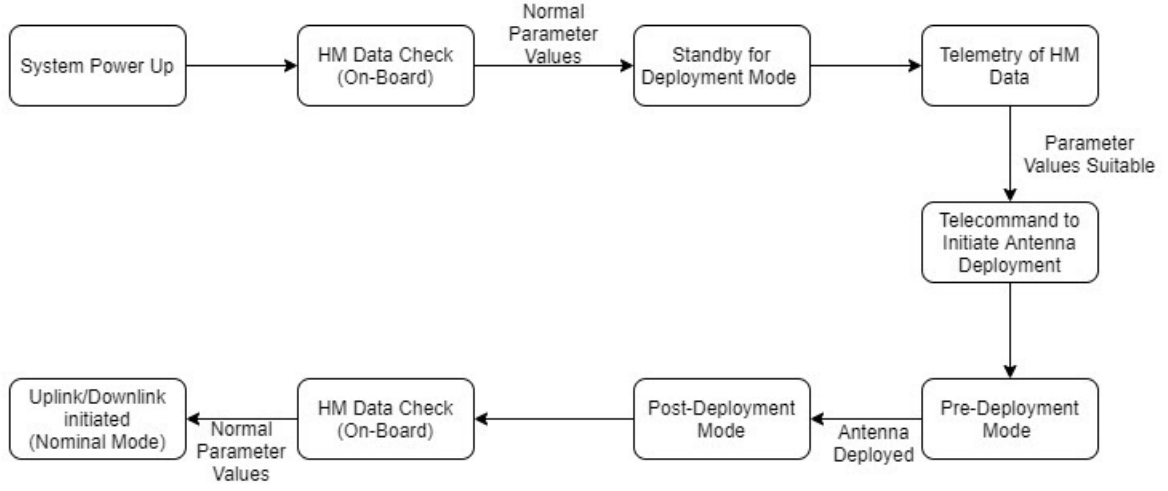 System Power Up
HM Data Check
(On-Board)
Normal
Parameter
Values
Standby for
Deployment Mode
Telemetry of HM
Data
Parameter
Values Suitable
Telecommand to
Initiate Antenna
Deployment
Pre-Deployment
Mode
Antenna
Deployed
Post-Deployment
Mode
HM Data Check
(On-Board)
Normal
Parameter
Values
Uplink/Downlink
initiated
(Nominal Mode)